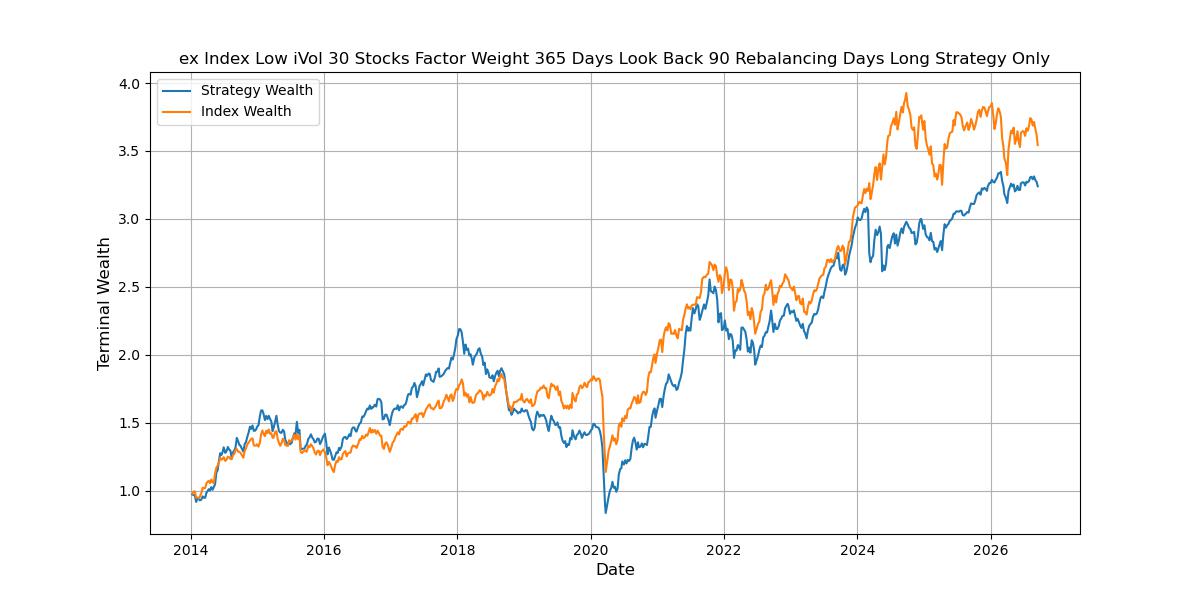 ex Index Low iVol 30 Stocks Factor Weight 365 Days Look Back 90 Rebalancing Days Long Strategy Only
Strategy Wealth
Index Wealth
4.0
3.5
3.0
2.5
2.0
1.5
1.0
Terminal Wealth
2014 2016 2018 2020 2022 2024 2026
Date